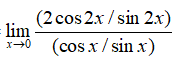 lim x→0 (2 cos 2x / sin 2x) / (cos x / sin x)